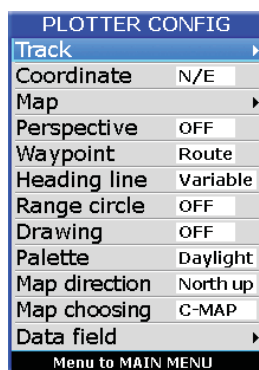 PLOTTER CONFIG
Track
Coordinate N/E
Map
Perspective OFF
Waypoint Route
Heading line Variable
Range circle OFF
Drawing OFF
Palette Daylight
Map direction North up
Map choosing C-MAP
Data field
Menu to MAIN MENU